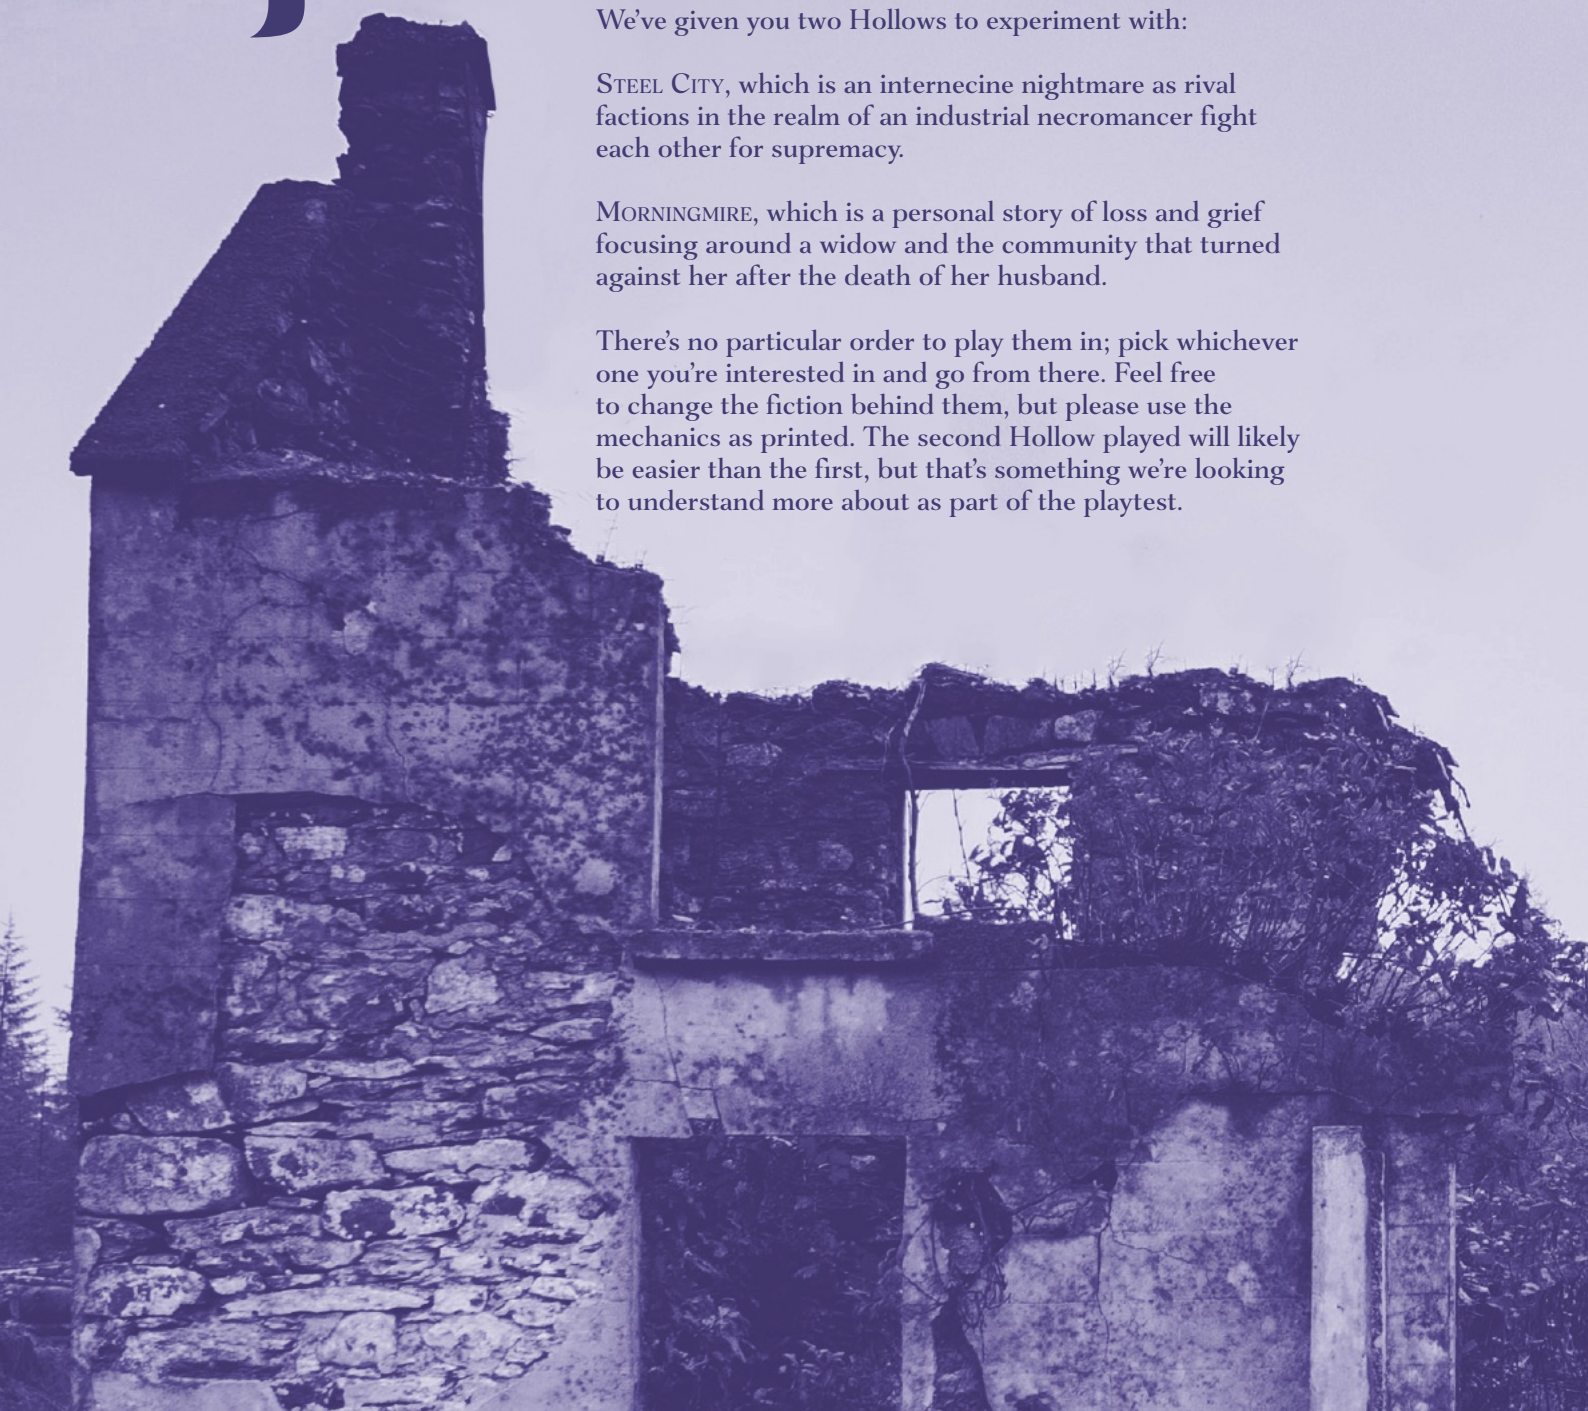 We've given you two Hollows to experiment with:
STEEL CITY, which is an internecine nightmare as rival
factions in the realm of an industrial necromancer fight
each other for supremacy.
MORNINGMIRE, which is a personal story of loss and grief
focusing around a widow and the community that turned
against her after the death of her husband.
There's no particular order to play them in; pick whichever
one you're interested in and go from there. Feel free
to change the fiction behind them, but please use the
mechanics as printed. The second Hollow played will likely
be easier than the first, but that's something we're looking
to understand more about as part of the playtest.